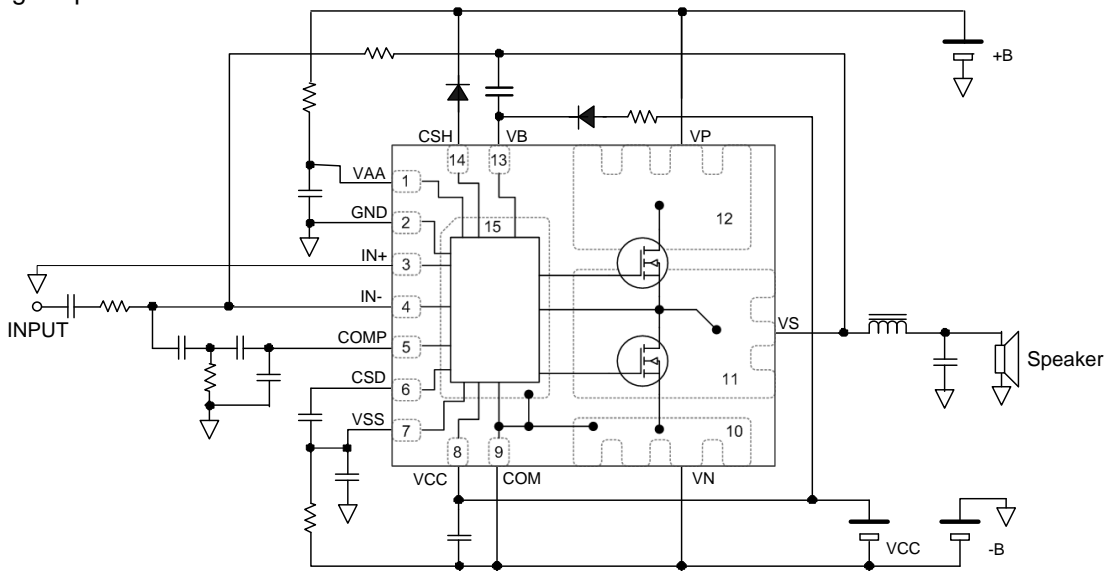 +B
CSH
VB
VP
14
13
VAA
1
GND
2
15
12
IN+
3
IN-
4
INPUT
COMP
5
VS
Speaker
CSD
6
11
VSS
7
10
8
9
VCC
COM
VN
VCC
-B